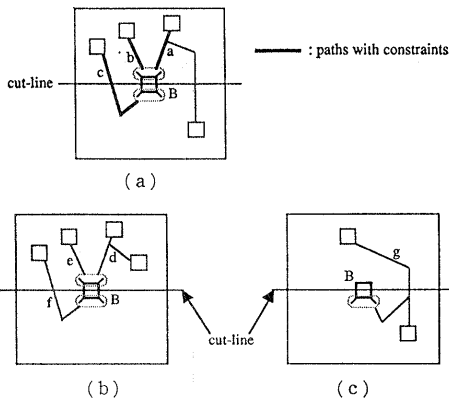 a
b
c
: paths with constraints
cut-line
B
(a)
d
e
f
B
g
B
cut-line
(b)
(c)